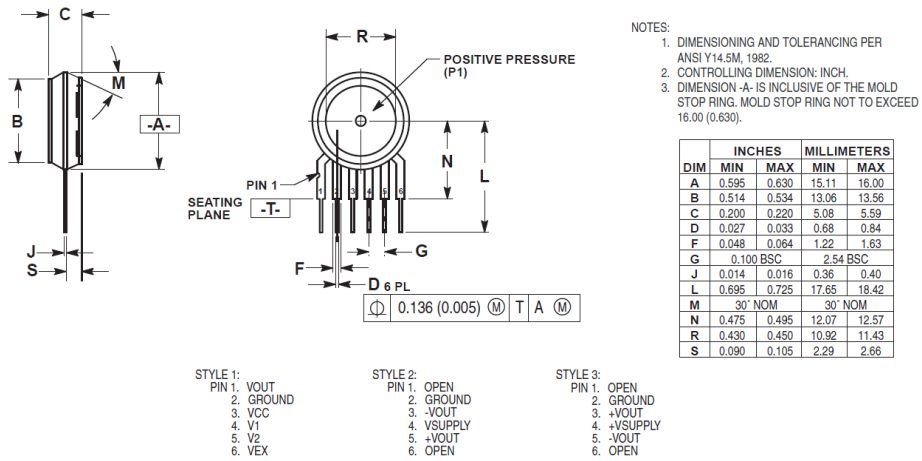 C
M
B
-A-
J
S
R
POSITIVE PRESSURE
(P1)
N
L
PIN 1
1 2 3 4 5 6
SEATING
PLANE
-T-
G
F
D 6 PL
0.136 (0.005) Ⓜ T A Ⓜ
NOTES:
1. DIMENSIONING AND TOLERANCING PER
ANSI Y14.5M, 1982.
2. CONTROLLING DIMENSION: INCH.
3. DIMENSION -A- IS INCLUSIVE OF THE MOLD
STOP RING. MOLD STOP RING NOT TO EXCEED
16.00 (0.630).
INCHES MILLIMETERS
DIM MIN MAX MIN MAX
A 0.595 0.630 15.11 16.00
B 0.514 0.534 13.06 13.56
C 0.200 0.220 5.08 5.59
D 0.027 0.033 0.68 0.84
F 0.048 0.064 1.22 1.63
G 0.100 BSC 2.54 BSC
J 0.014 0.016 0.36 0.40
L 0.695 0.725 17.65 18.42
M 30˚ NOM 30˚ NOM
N 0.475 0.495 12.07 12.57
R 0.430 0.450 10.92 11.43
S 0.090 0.105 2.29 2.66
STYLE 1:
PIN 1. VOUT
2. GROUND
3. VCC
4. V1
5. V2
6. VEX
STYLE 2:
PIN 1. OPEN
2. GROUND
3. -VOUT
4. VSUPPLY
5. +VOUT
6. OPEN
STYLE 3:
PIN 1. OPEN
2. GROUND
3. +VOUT
4. +VSUPPLY
5. -VOUT
6. OPEN